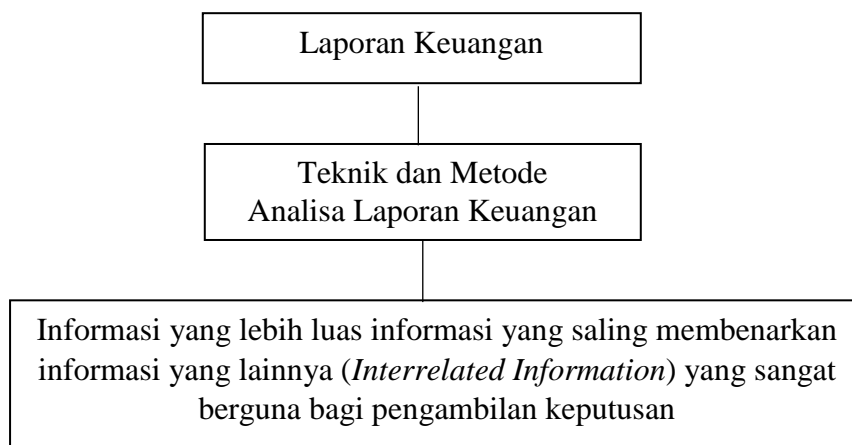 Laporan Keuangan
Teknik dan Metode
Analisa Laporan Keuangan
Informasi yang lebih luas informasi yang saling membenarkan
informasi yang lainnya (Interrelated Information) yang sangat
berguna bagi pengambilan keputusan